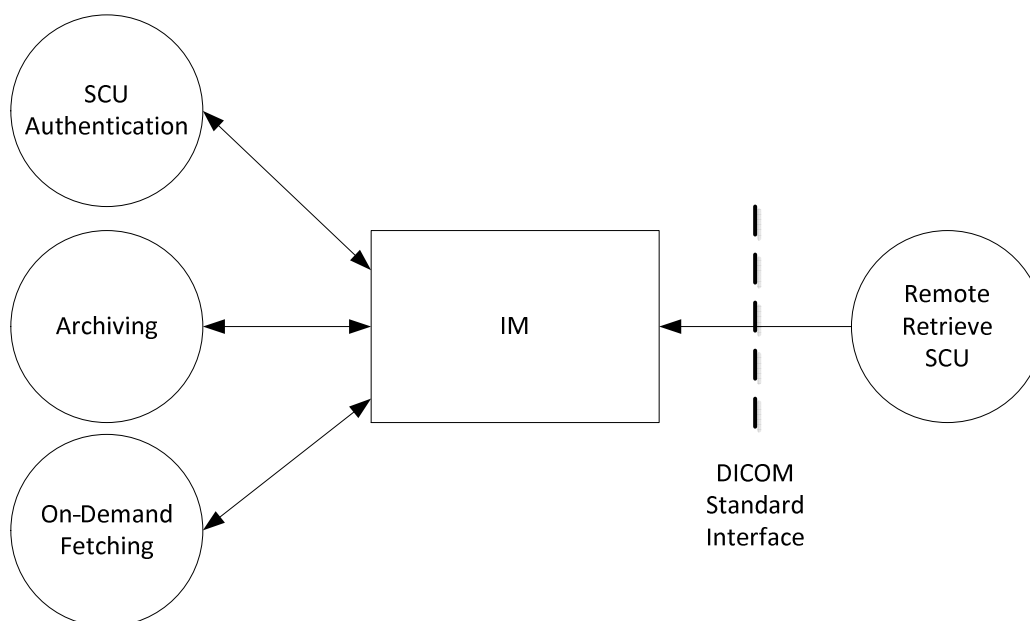 SCU
Authentication
Archiving
On-Demand
Fetching
IM
DICOM
Standard
Interface
Remote
Retrieve
SCU